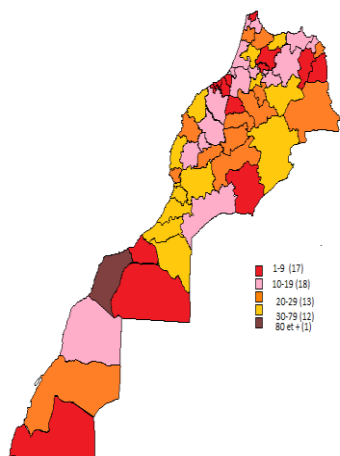 1-9 (17)
10-19 (18)
20-29 (13)
30-79 (12)
80 et + (1)